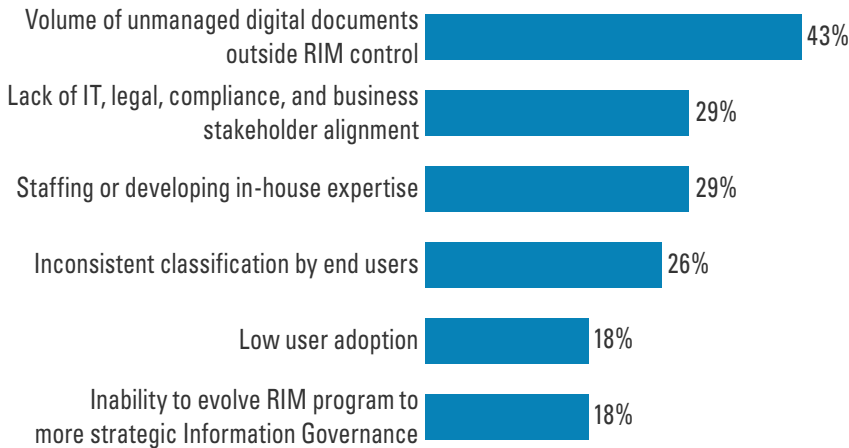 Volume of unmanaged digital documents
outside RIM control
43%
Lack of IT, legal, compliance, and business
stakeholder alignment
29%
Staffing or developing in-house expertise
29%
Inconsistent classification by end users
26%
Low user adoption
18%
Inability to evolve RIM program to
more strategic Information Governance
18%